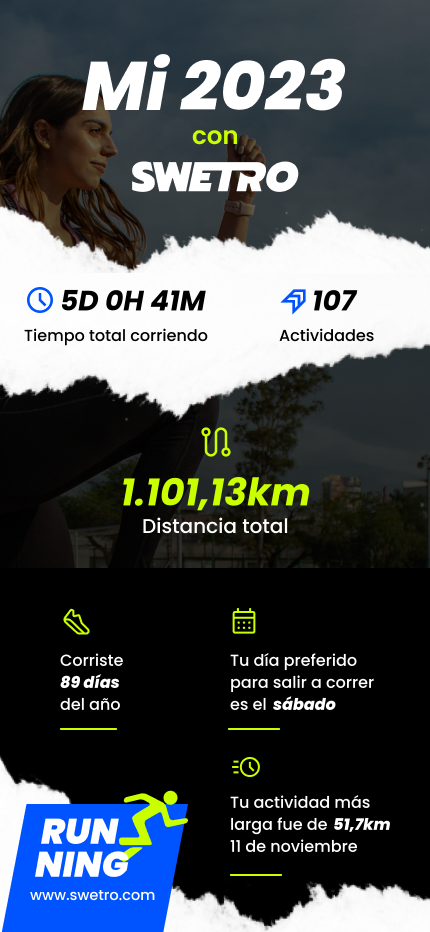 Mi 2023
con
SWETRO
5D 0H 41M
Tiempo total corriendo
107
Actividades
1.101,13km
Distancia total
Corriste
89 días
del año
Tu día preferido
para salir a correr
es el sábado
Tu actividad más
larga fue de 51,7km
11 de noviembre
RUN
NING
www.swetro.com